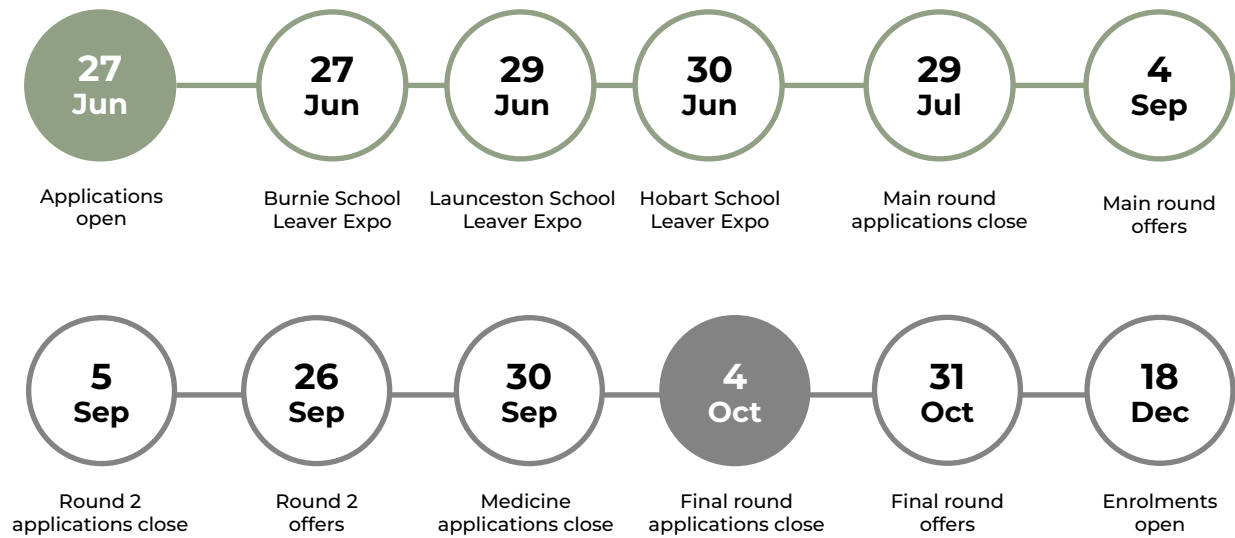 27
Jun
27
Jun
29
Jun
30
Jun
29
Jul
4
Sep
Applications
open
Burnie School
Leaver Expo
Launceston School
Leaver Expo
Hobart School
Leaver Expo
Main round
applications close
Main round
offers
5
Sep
26
Sep
30
Sep
4
Oct
31
Oct
18
Dec
Round 2
applications close
Round 2
offers
Medicine
applications close
Final round
applications close
Final round
offers
Enrolments
open